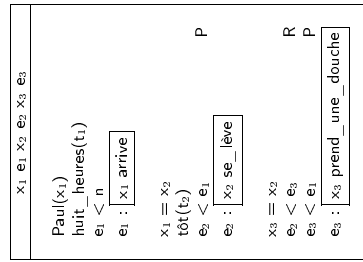 x₁ e₁ x₂ e₂ x₃ e₃
Paul(x₁)
huit_heures(t₁)
e₁ < n
e₁ : x₁ arrive
x₁ = x₂
tôt(t₂)
e₂ < e₁ P
e₂ : x₂ se_lève
x₃ = x₂
e₂ < e₃ R
e₃ < e₁ P
e₃ : x₃ prend_une_douche